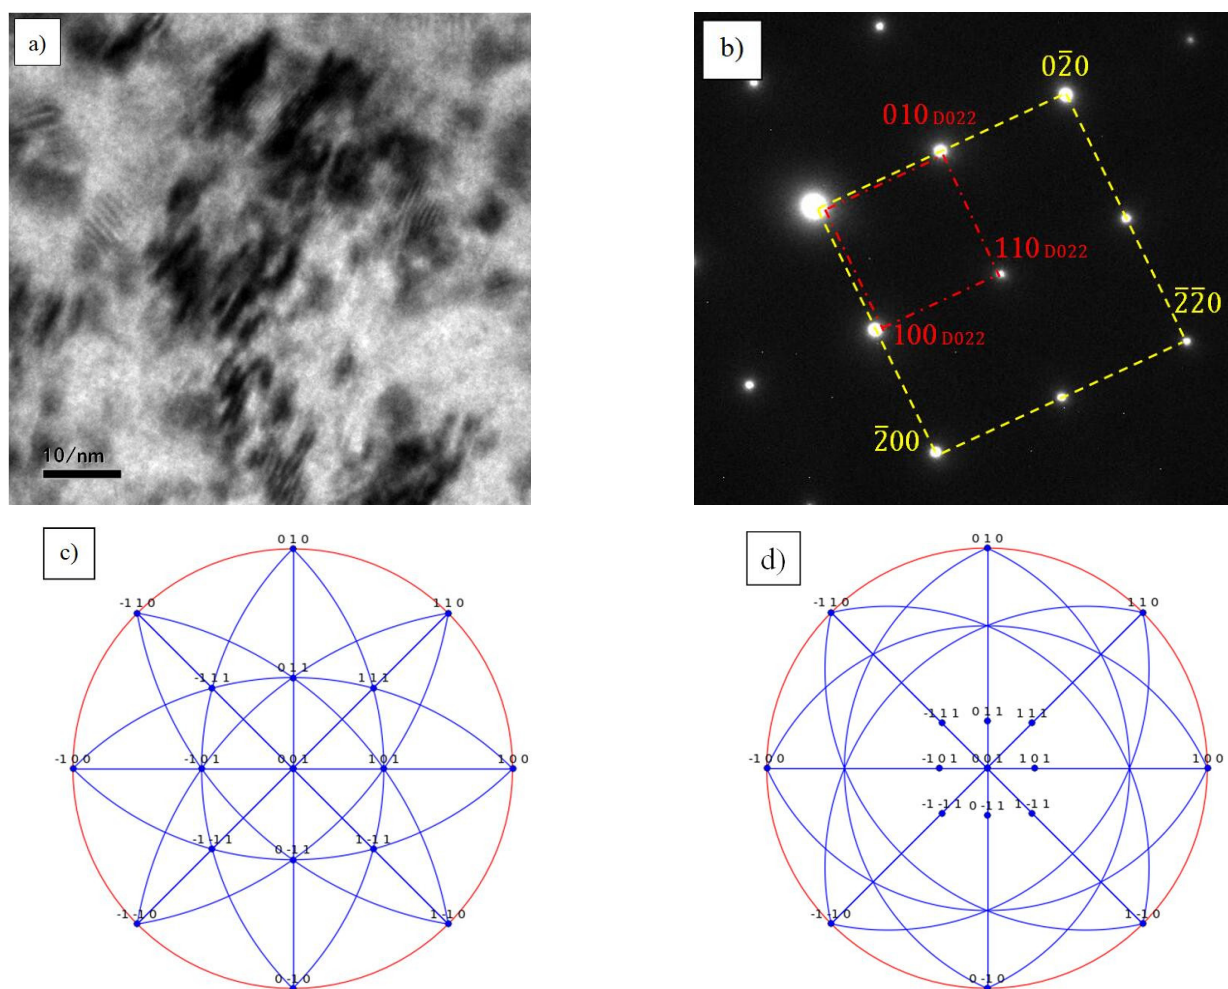 a)
10/nm
b)
02̅0
010 D022
110 D022
2̅2̅0
100 D022
2̅00
c)
0 1 0
-1 1 0
1 1 0
0 1 1
-1 1 1
1 1 1
-1 0 0
-1 0 1
0 0 1
1 0 1
1 0 0
-1 -1 1
0 -1 1
1 -1 1
-1 -1 0
1 -1 0
0 -1 0
d)
0 1 0
-1 1 0
1 1 0
-1 1 1
0 1 1
1 1 1
-1 0 0
-1 0 1
0 0 1
1 0 1
1 0 0
-1 -1 1
0 -1 1
1 -1 1
-1 -1 0
1 -1 0
0 -1 0